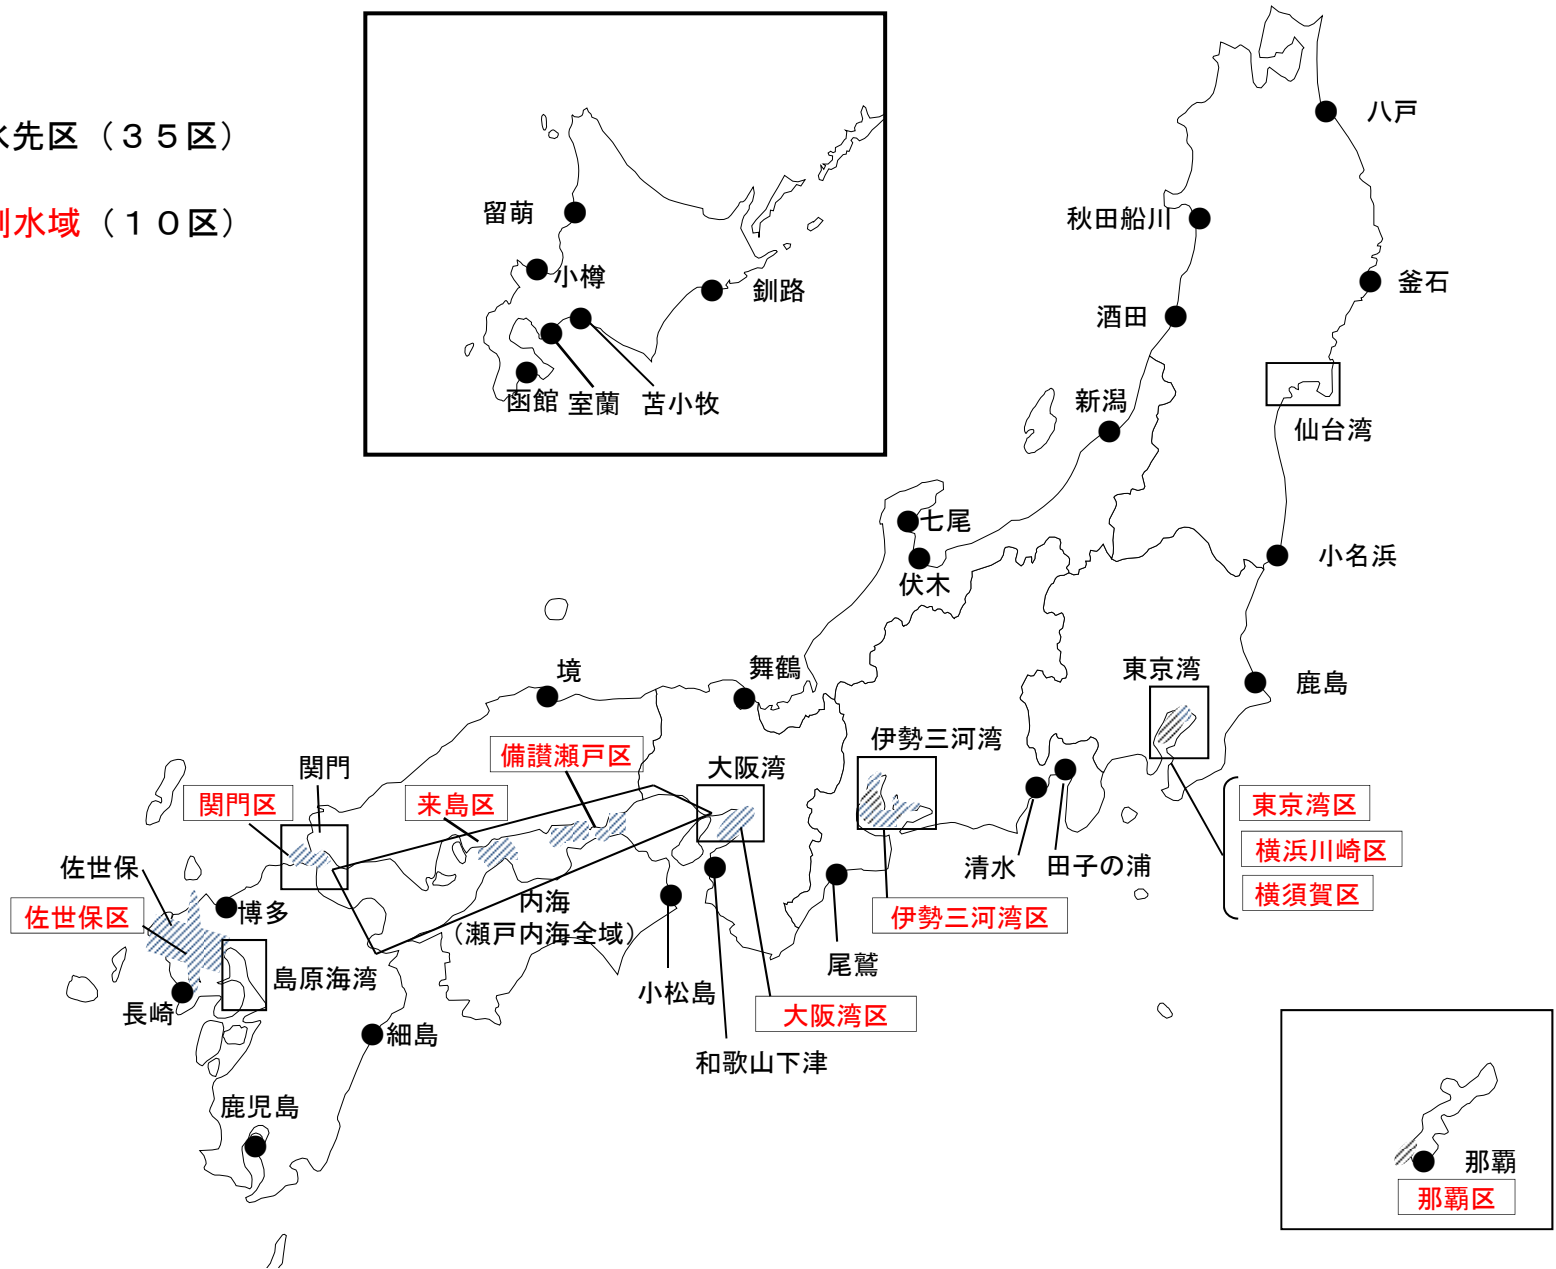 水先区（３５区）
別水域（１０区）
留萌
小樽
釧路
函館
室蘭
苫小牧
八戸
秋田船川
釜石
酒田
新潟
仙台湾
七尾
伏木
小名浜
境
舞鶴
東京湾
鹿島
伊勢三河湾
備讃瀬戸区
大阪湾
関門
関門区
来島区
東京湾区
横浜川崎区
横須賀区
清水
田子の浦
佐世保
佐世保区
博多
内海
（瀬戸内海全域）
伊勢三河湾区
尾鷲
島原海湾
小松島
長崎
大阪湾区
細島
和歌山下津
鹿児島
那覇
那覇区